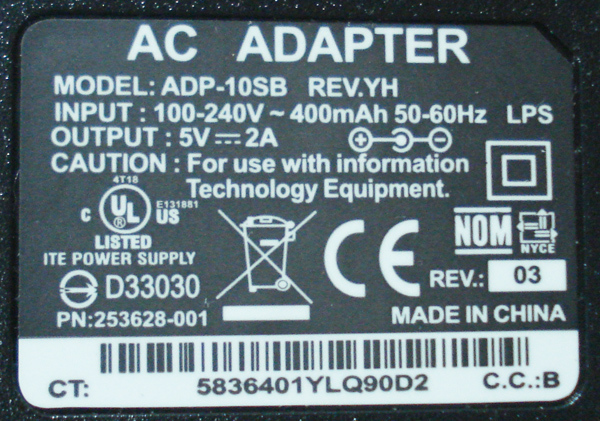 AC ADAPTER
MODEL: ADP-10SB REV.YH
INPUT : 100-240V ~ 400mAh 50-60Hz LPS
OUTPUT : 5V ⎓ 2A
CAUTION : For use with information
Technology Equipment.
4T18
E131881
c UL US
LISTED
ITE POWER SUPPLY
D33030
PN:253628-001
CE
NOM
NYCE
REV.: 03
MADE IN CHINA
CT: 5836401YLQ90D2 C.C.:B